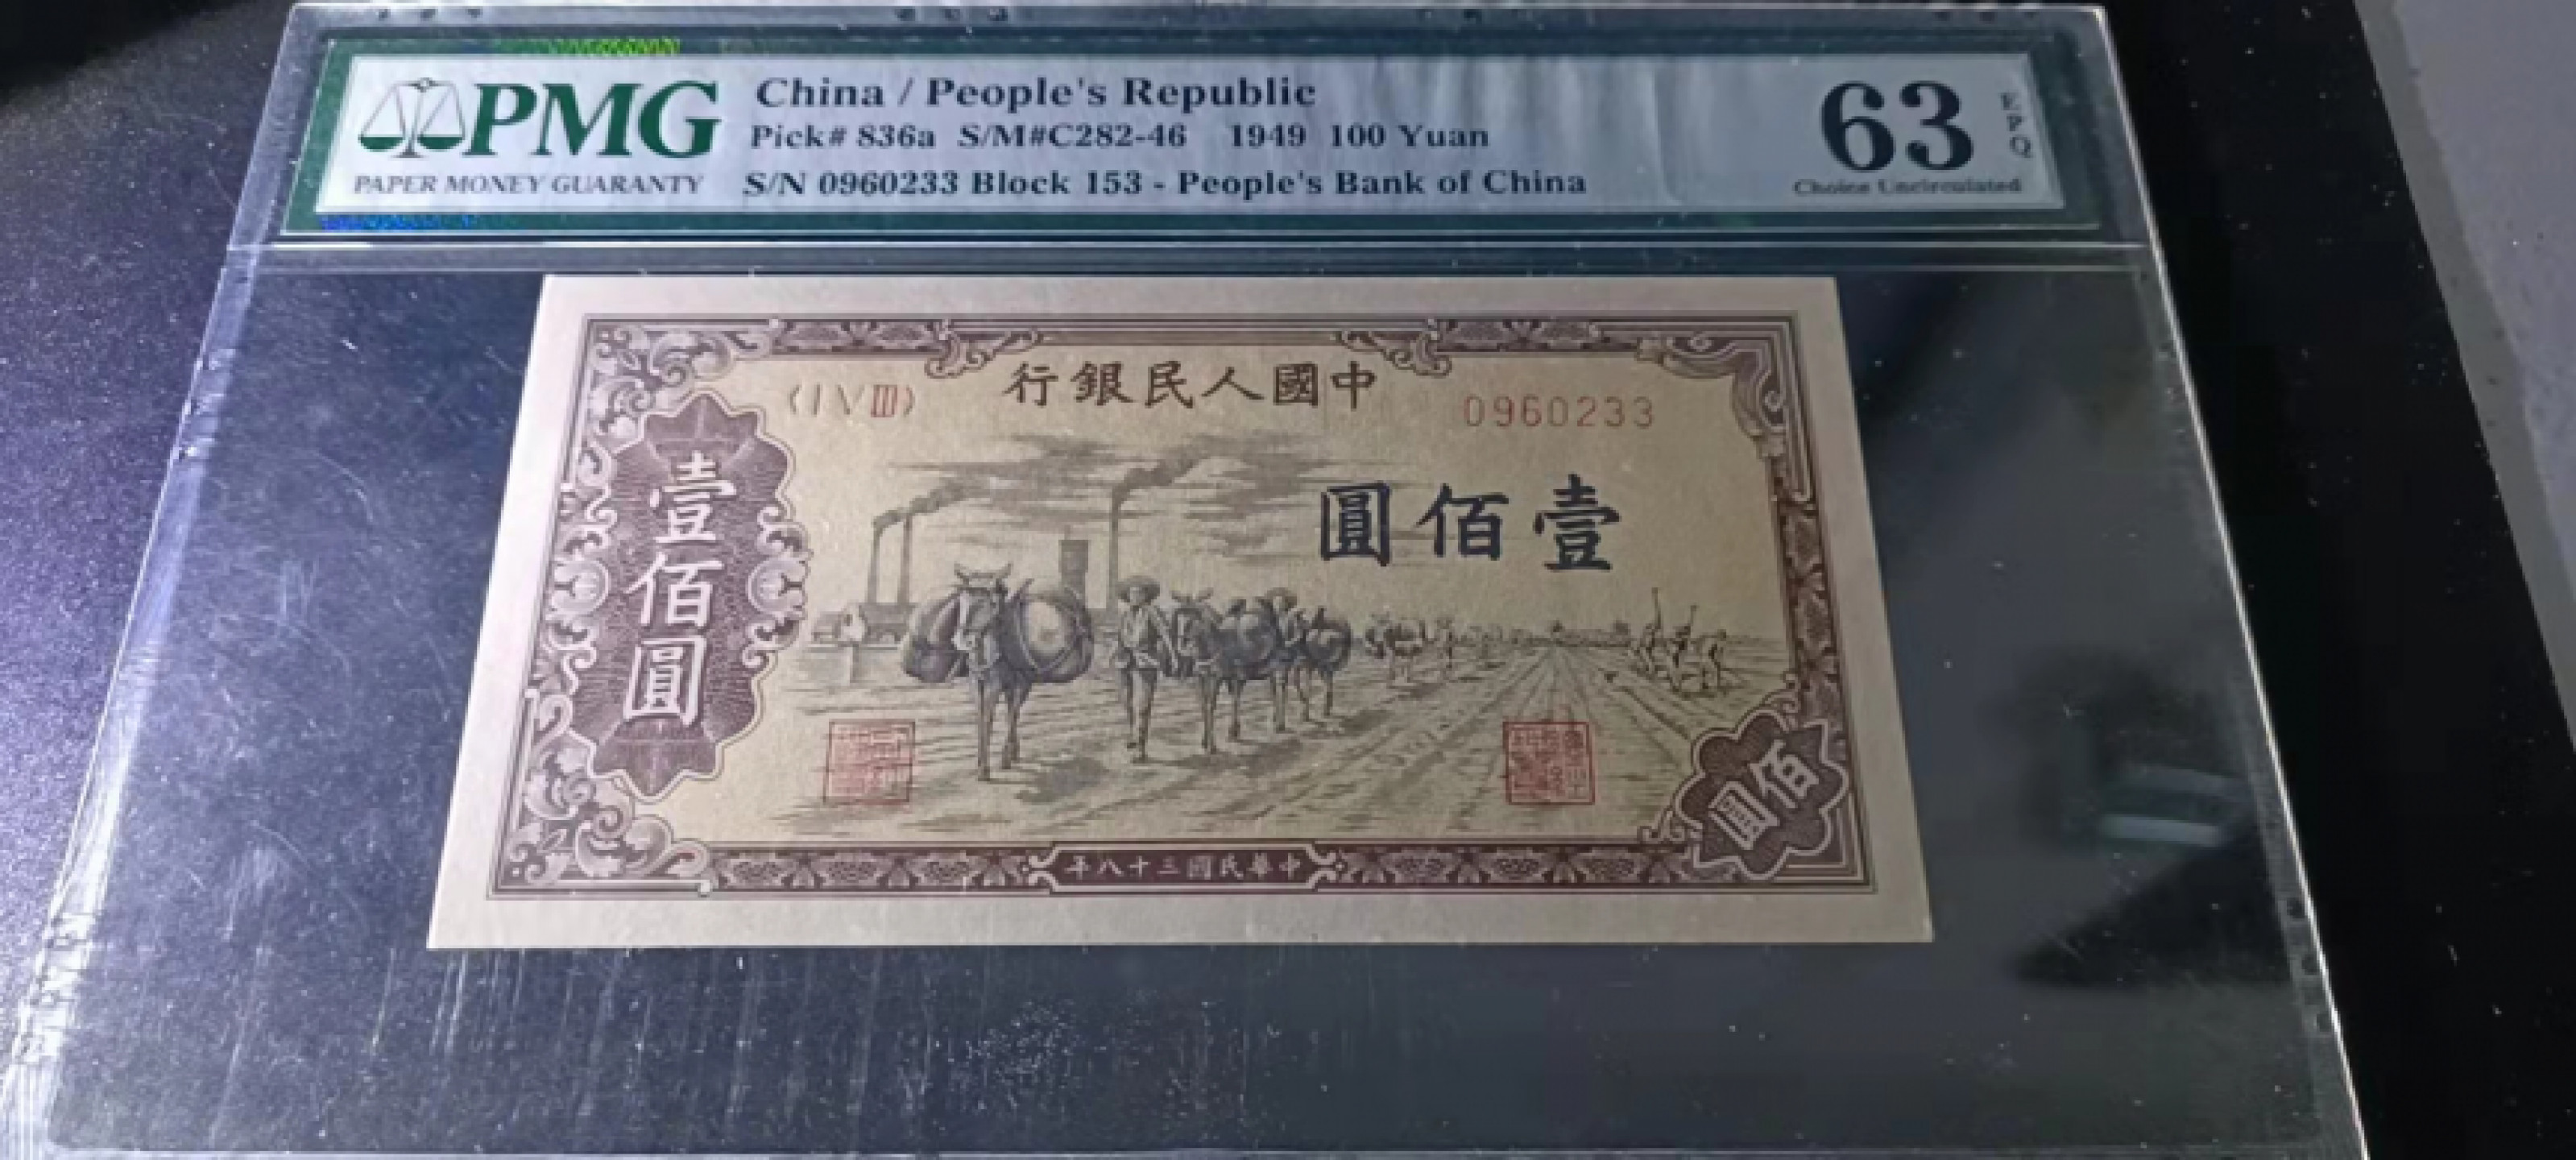 PMG
PAPER MONEY GUARANTY
China / People's Republic
Pick# 836a S/M#C282-46 1949 100 Yuan
S/N 0960233 Block 153 - People's Bank of China
63
EPQ
Choice Uncirculated
中國人民銀行
(I V III)
0960233
壹佰圓
壹佰圓
佰圓
中華民國三十八年